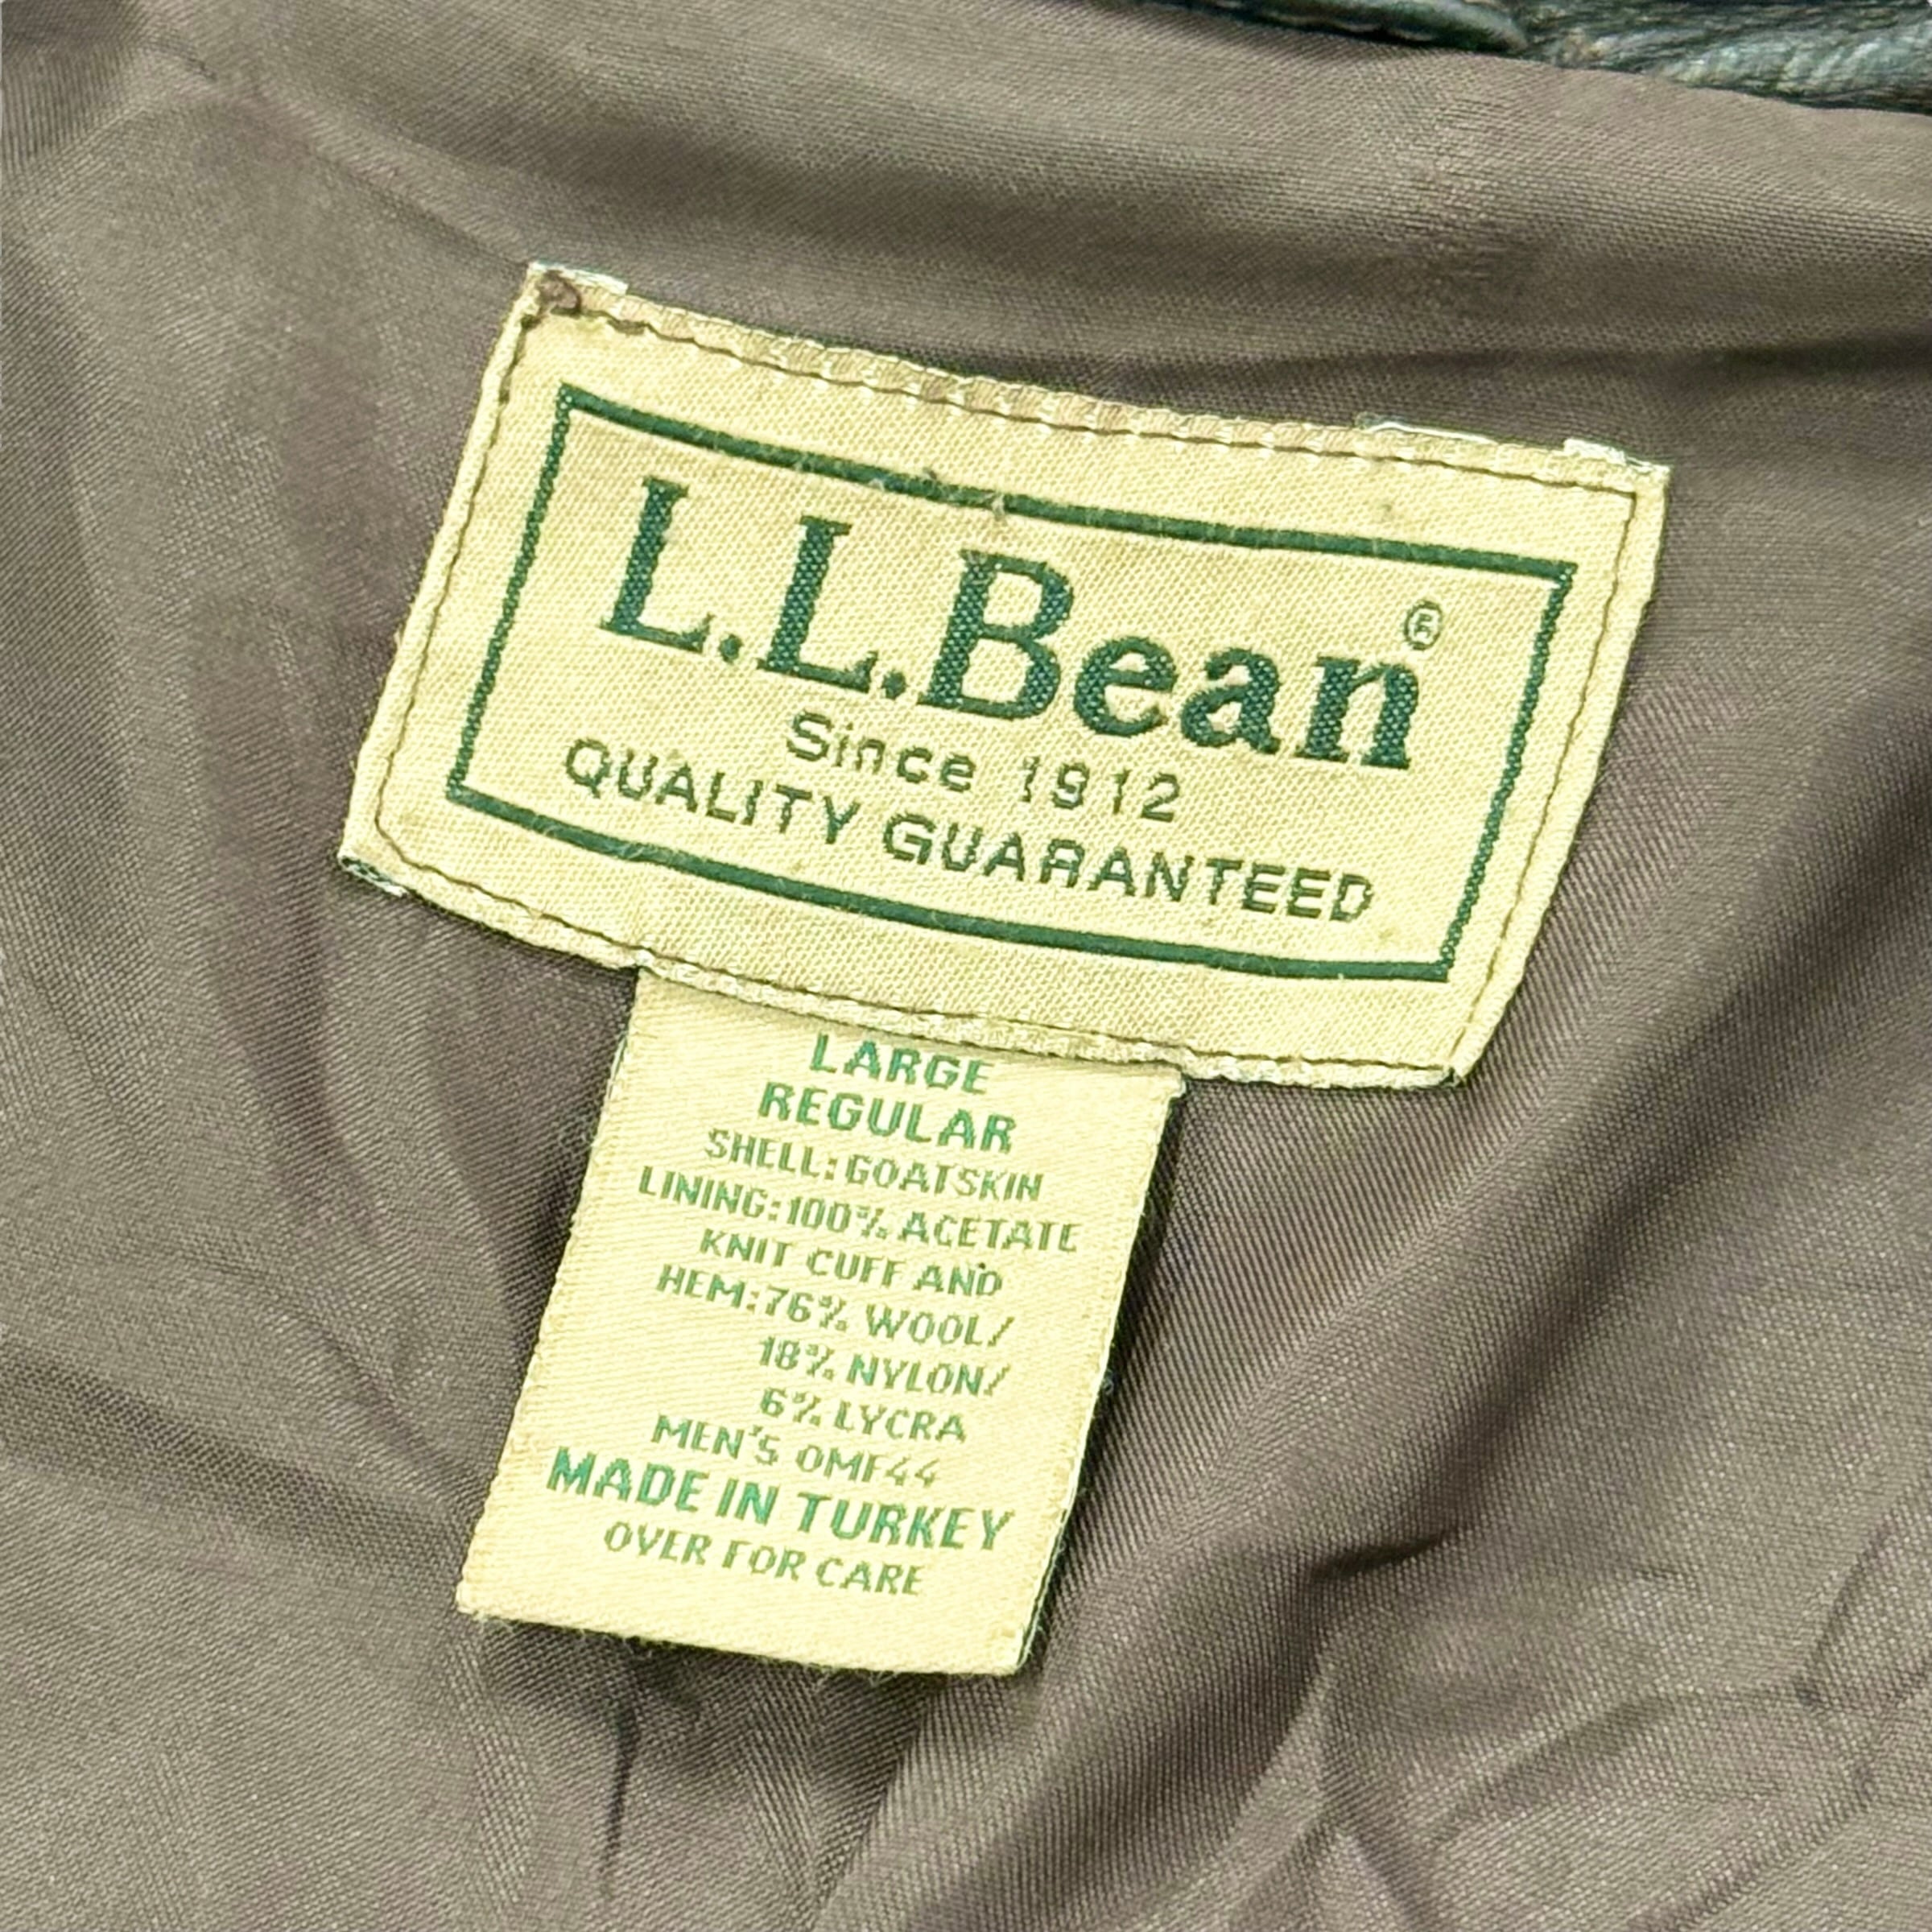 L.L.Bean®
Since 1912
QUALITY GUARANTEED
LARGE
REGULAR
SHELL:GOATSKIN
LINING:100% ACETATE
KNIT CUFF AND
HEM:76% WOOL/
18% NYLON/
6% LYCRA
MEN'S OMF44
MADE IN TURKEY
OVER FOR CARE